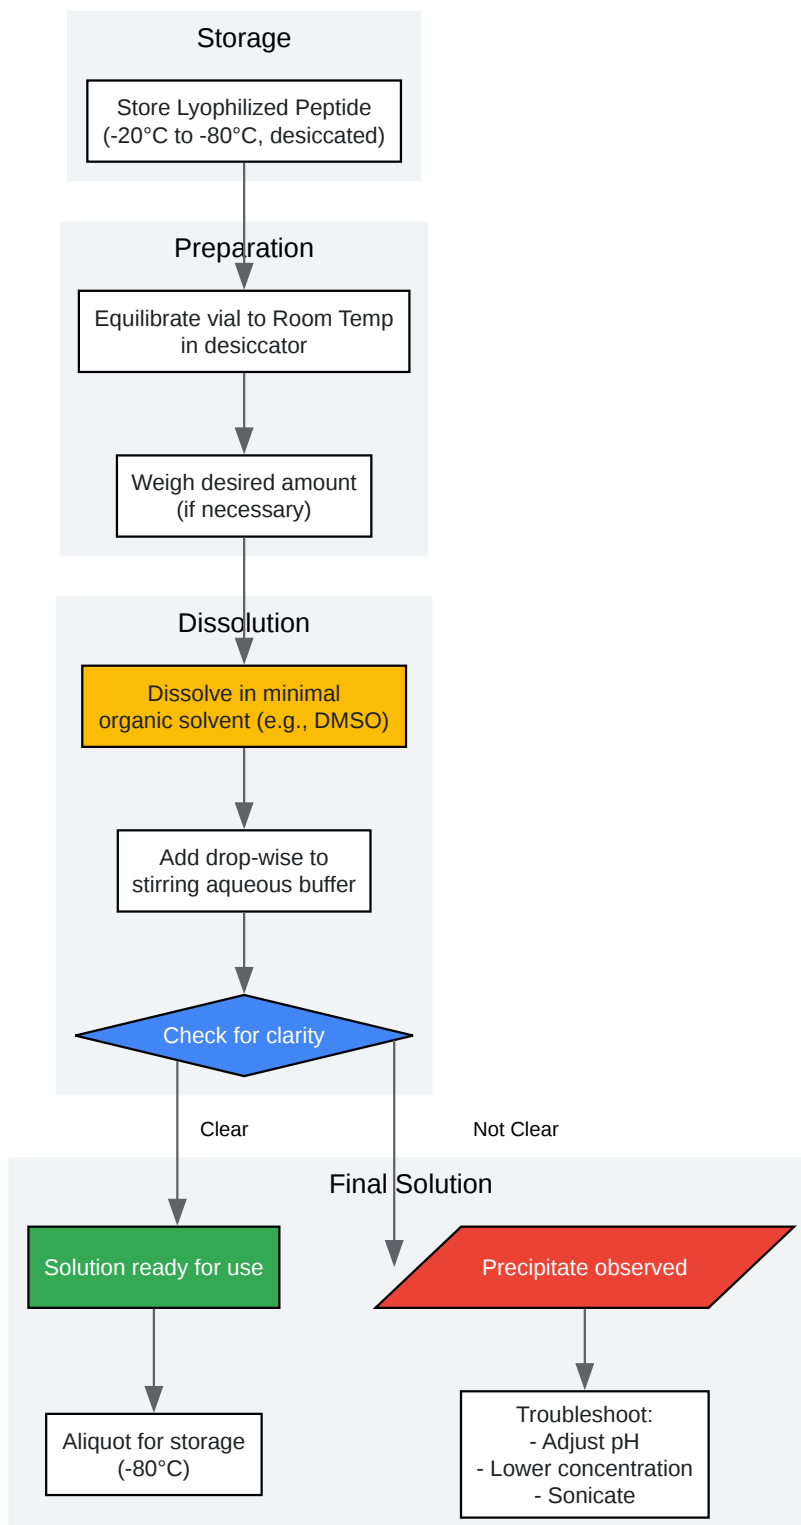 Storage
Store Lyophilized Peptide
(-20°C to -80°C, desiccated)
Preparation
Equilibrate vial to Room Temp
in desiccator
Weigh desired amount
(if necessary)
Dissolution
Dissolve in minimal
organic solvent (e.g., DMSO)
Add drop-wise to
stirring aqueous buffer
Check for clarity
Clear
Not Clear
Final Solution
Solution ready for use
Precipitate observed
Aliquot for storage
(-80°C)
Troubleshoot:
- Adjust pH
- Lower concentration
- Sonicate